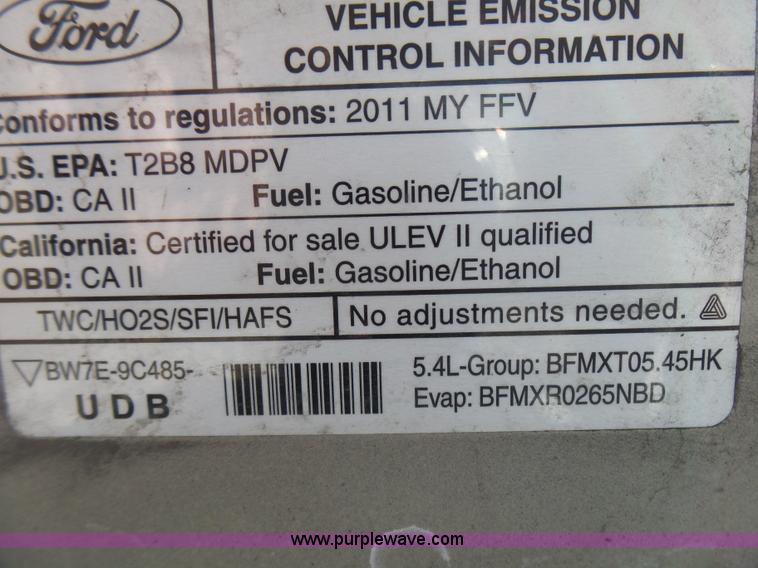 Ford
VEHICLE EMISSION
CONTROL INFORMATION
Conforms to regulations: 2011 MY FFV
U.S. EPA: T2B8 MDPV
OBD: CA II Fuel: Gasoline/Ethanol
California: Certified for sale ULEV II qualified
OBD: CA II Fuel: Gasoline/Ethanol
TWC/HO2S/SFI/HAFS No adjustments needed.
BW7E-9C485- 5.4L-Group: BFMXT05.45HK
UDB Evap: BFMXR0265NBD
www.purplewave.com